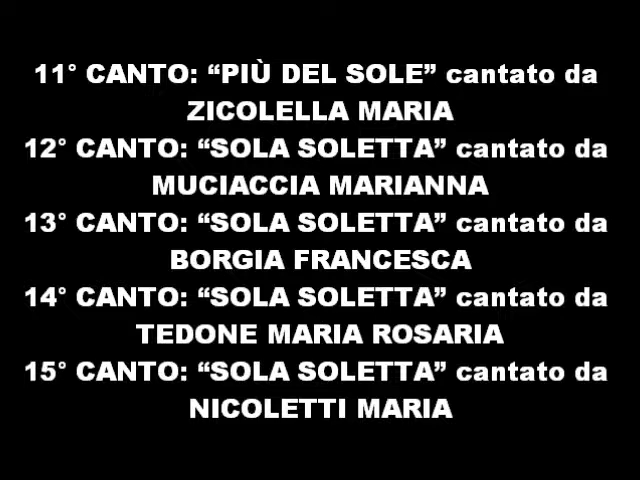 11° CANTO: “PIÙ DEL SOLE” cantato da
ZICOLELLA MARIA
12° CANTO: “SOLA SOLETTA” cantato da
MUCIACCIA MARIANNA
13° CANTO: “SOLA SOLETTA” cantato da
BORGIA FRANCESCA
14° CANTO: “SOLA SOLETTA” cantato da
TEDONE MARIA ROSARIA
15° CANTO: “SOLA SOLETTA” cantato da
NICOLETTI MARIA